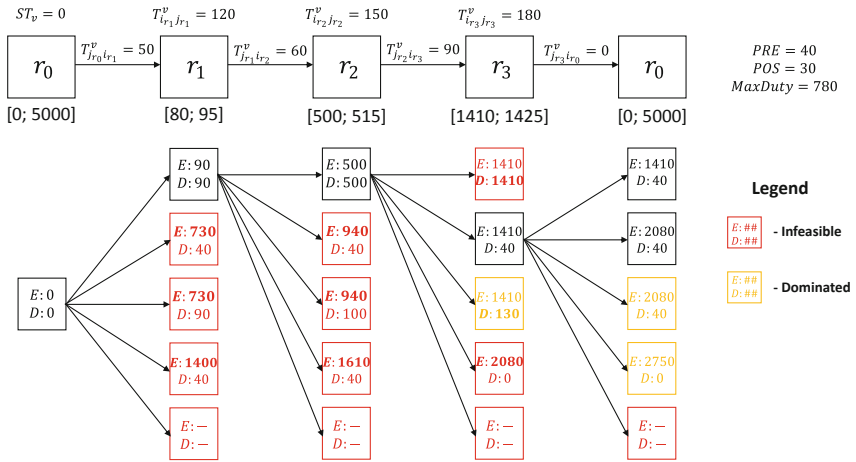 ST_v = 0
T^v_{i_{r_1} j_{r_1}} = 120
T^v_{i_{r_2} j_{r_2}} = 150
T^v_{i_{r_3} j_{r_3}} = 180
r_0
T^v_{j_{r_0} i_{r_1}} = 50
r_1
T^v_{j_{r_1} i_{r_2}} = 60
r_2
T^v_{j_{r_2} i_{r_3}} = 90
r_3
T^v_{j_{r_3} i_{r_0}} = 0
r_0
PRE = 40
POS = 30
MaxDuty = 780
[0; 5000]
[80; 95]
[500; 515]
[1410; 1425]
[0; 5000]
E: 0
D: 0
E: 90
D: 90
E: 730
D: 40
E: 730
D: 90
E: 1400
D: 40
E: −
D: −
E: 500
D: 500
E: 940
D: 40
E: 940
D: 100
E: 1610
D: 40
E: −
D: −
E: 1410
D: 1410
E: 1410
D: 40
E: 1410
D: 130
E: 2080
D: 0
E: −
D: −
E: 1410
D: 40
E: 2080
D: 40
E: 2080
D: 40
E: 2750
D: 0
E: −
D: −
Legend
E: ##
D: ##
- Infeasible
E: ##
D: ##
- Dominated